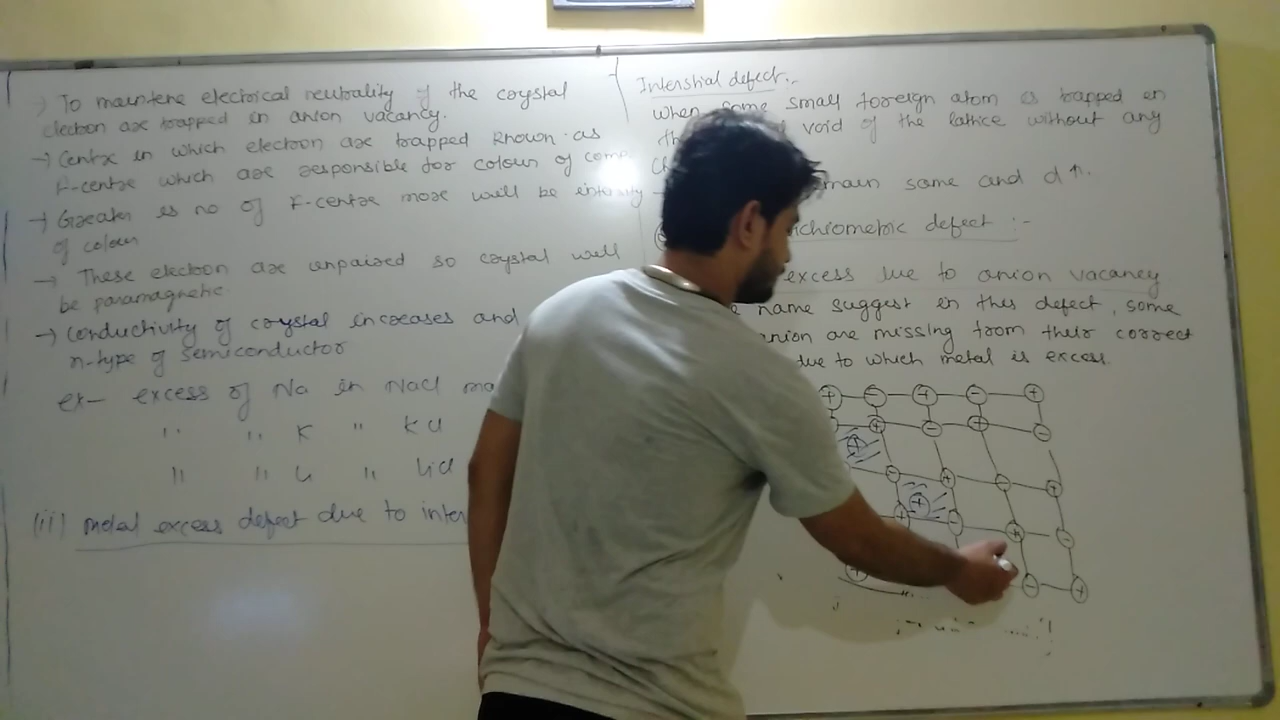 → To maintene electrical neutrality of the crystal
electron are trapped in anion vacancy.
→ Centre in which electron are trapped known as
F-centre which are responsible for colour of comp
→ Greater is no of F-centre more will be intensity
of colour
→ These electron are unpaired so crystal will
be paramagnetic
→ Conductivity of crystal increases and
n-type of semiconductor
ex- excess of Na in NaCl
" " K " KCl
" " Li " LiCl
(ii) metal excess defect due to inter
Interstial defect:-
When some small foreign atom is trapped in
void of the lattice without any
main same and d↑.
ichiometric defect :-
excess due to anion vacancy
name suggest in this defect, some
anion are missing from their correct
due to which metal is excess.
+ - + - +
+ - + -
+
- + - +
+
+ - + -
+ - +